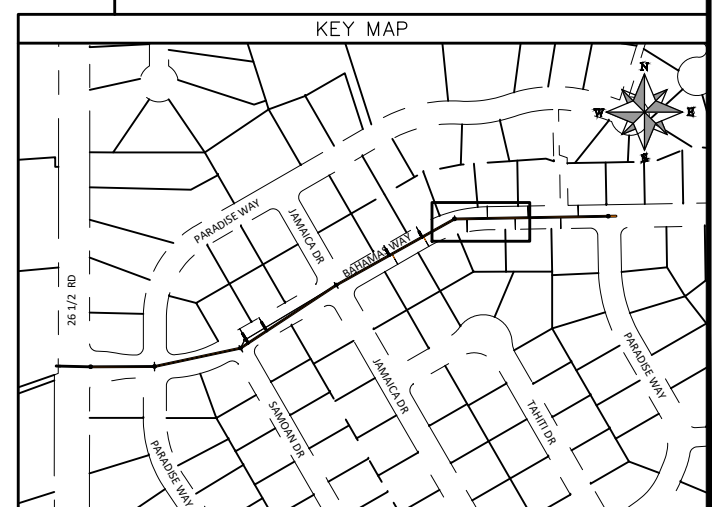 KEY MAP
N
W
E
PARADISE WAY
JAMAICA DR
BAHAMAS WAY
26 1/2 RD
PARADISE WAY
JAMAICA DR
SAMOAN DR
TAHITI DR
PARADISE WAY